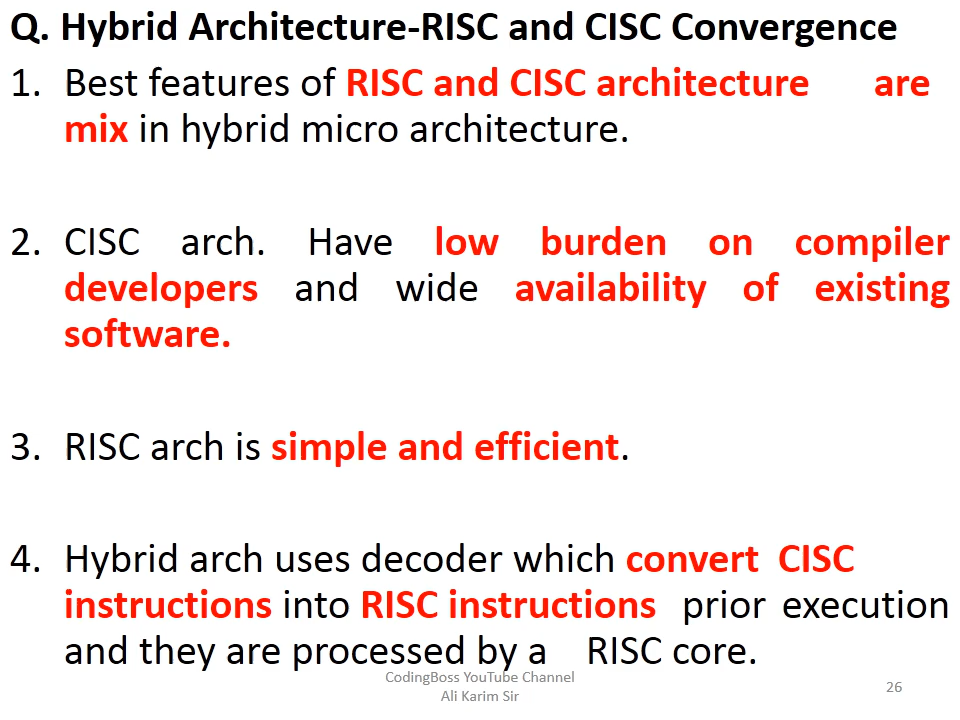 Q. Hybrid Architecture-RISC and CISC Convergence
1. Best features of RISC and CISC architecture are
mix in hybrid micro architecture.
2. CISC arch. Have low burden on compiler
developers and wide availability of existing
software.
3. RISC arch is simple and efficient.
4. Hybrid arch uses decoder which convert CISC
instructions into RISC instructions prior execution
and they are processed by a RISC core.
CodingBoss YouTube Channel
Ali Karim Sir
26